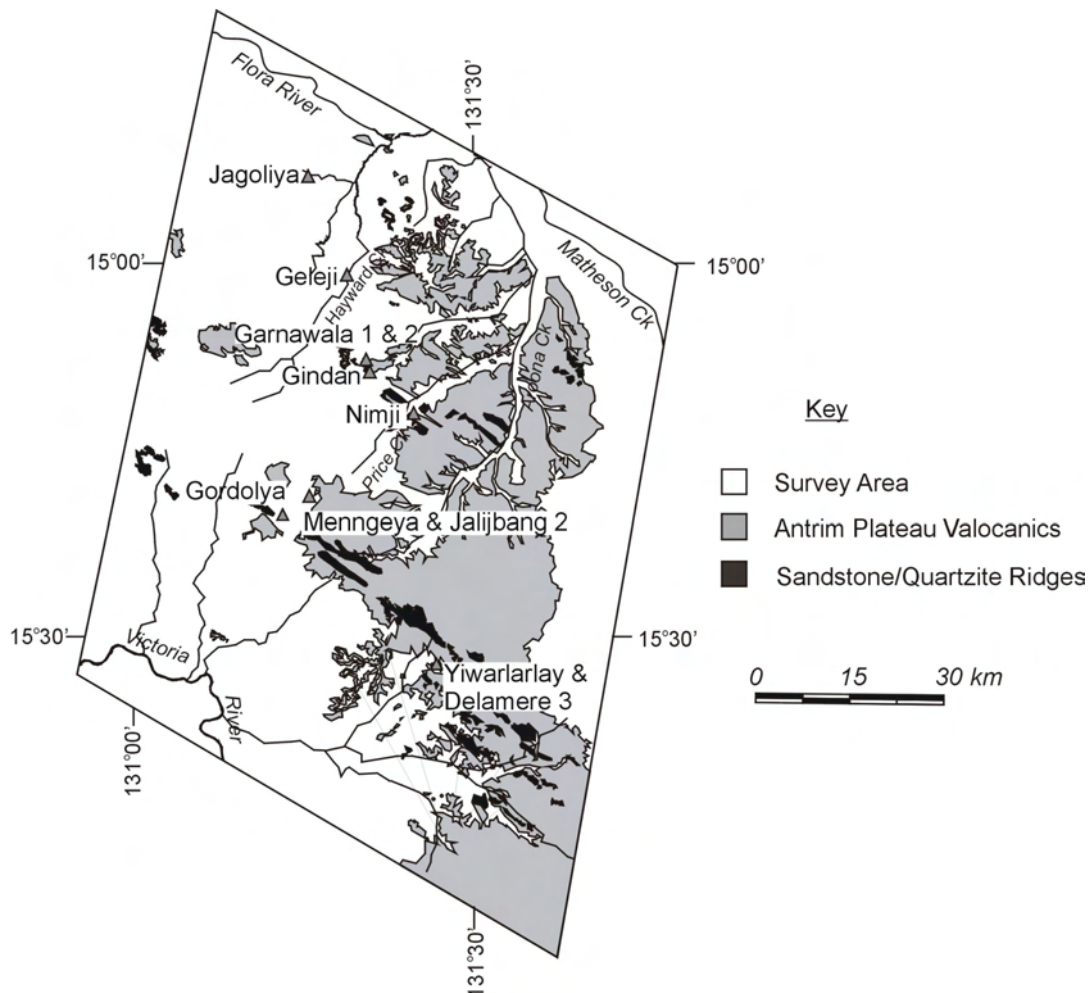 Flora River
131°30'
Jagoliya
Matheson Ck
15°00'
15°00'
Geleji
Hayward Ck
Garnawala 1 & 2
Gindan
Nimji
Price C
Key
Survey Area
Gordolya
Menngeya & Jalijbang 2
Antrim Plateau Valocanics
Sandstone/Quartzite Ridges
15°30'
15°30'
Victoria
River
Yiwarlarlay &
Delamere 3
0 15 30 km
131°00'
131°30'